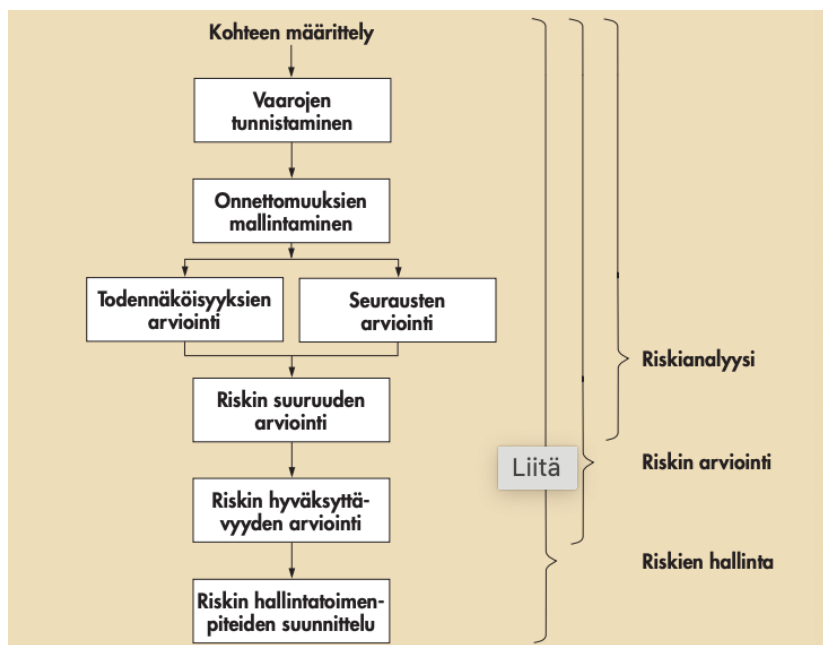 Kohteen määrittely
Vaarojen
tunnistaminen
Onnettomuuksien
mallintaminen
Todennäköisyyksien
arviointi
Seurausten
arviointi
Riskin suuruuden
arviointi
Riskin hyväksyttä-
vyyden arviointi
Riskin hallintatoimen-
piteiden suunnittelu
Riskianalyysi
Liitä
Riskin arviointi
Riskien hallinta